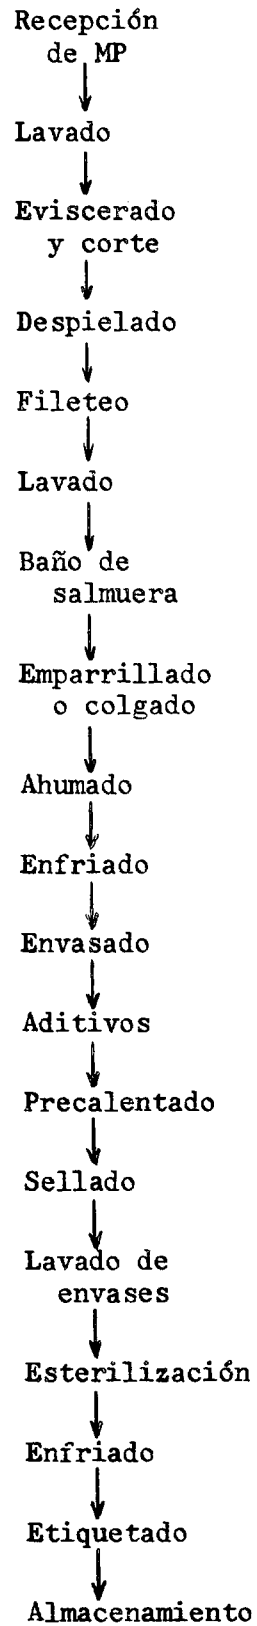 Recepción
de MP
Lavado
Eviscerado
y corte
Despielado
Fileteo
Lavado
Baño de
salmuera
Emparrillado
o colgado
Ahumado
Enfriado
Envasado
Aditivos
Precalentado
Sellado
Lavado de
envases
Esterilización
Enfriado
Etiquetado
Almacenamiento